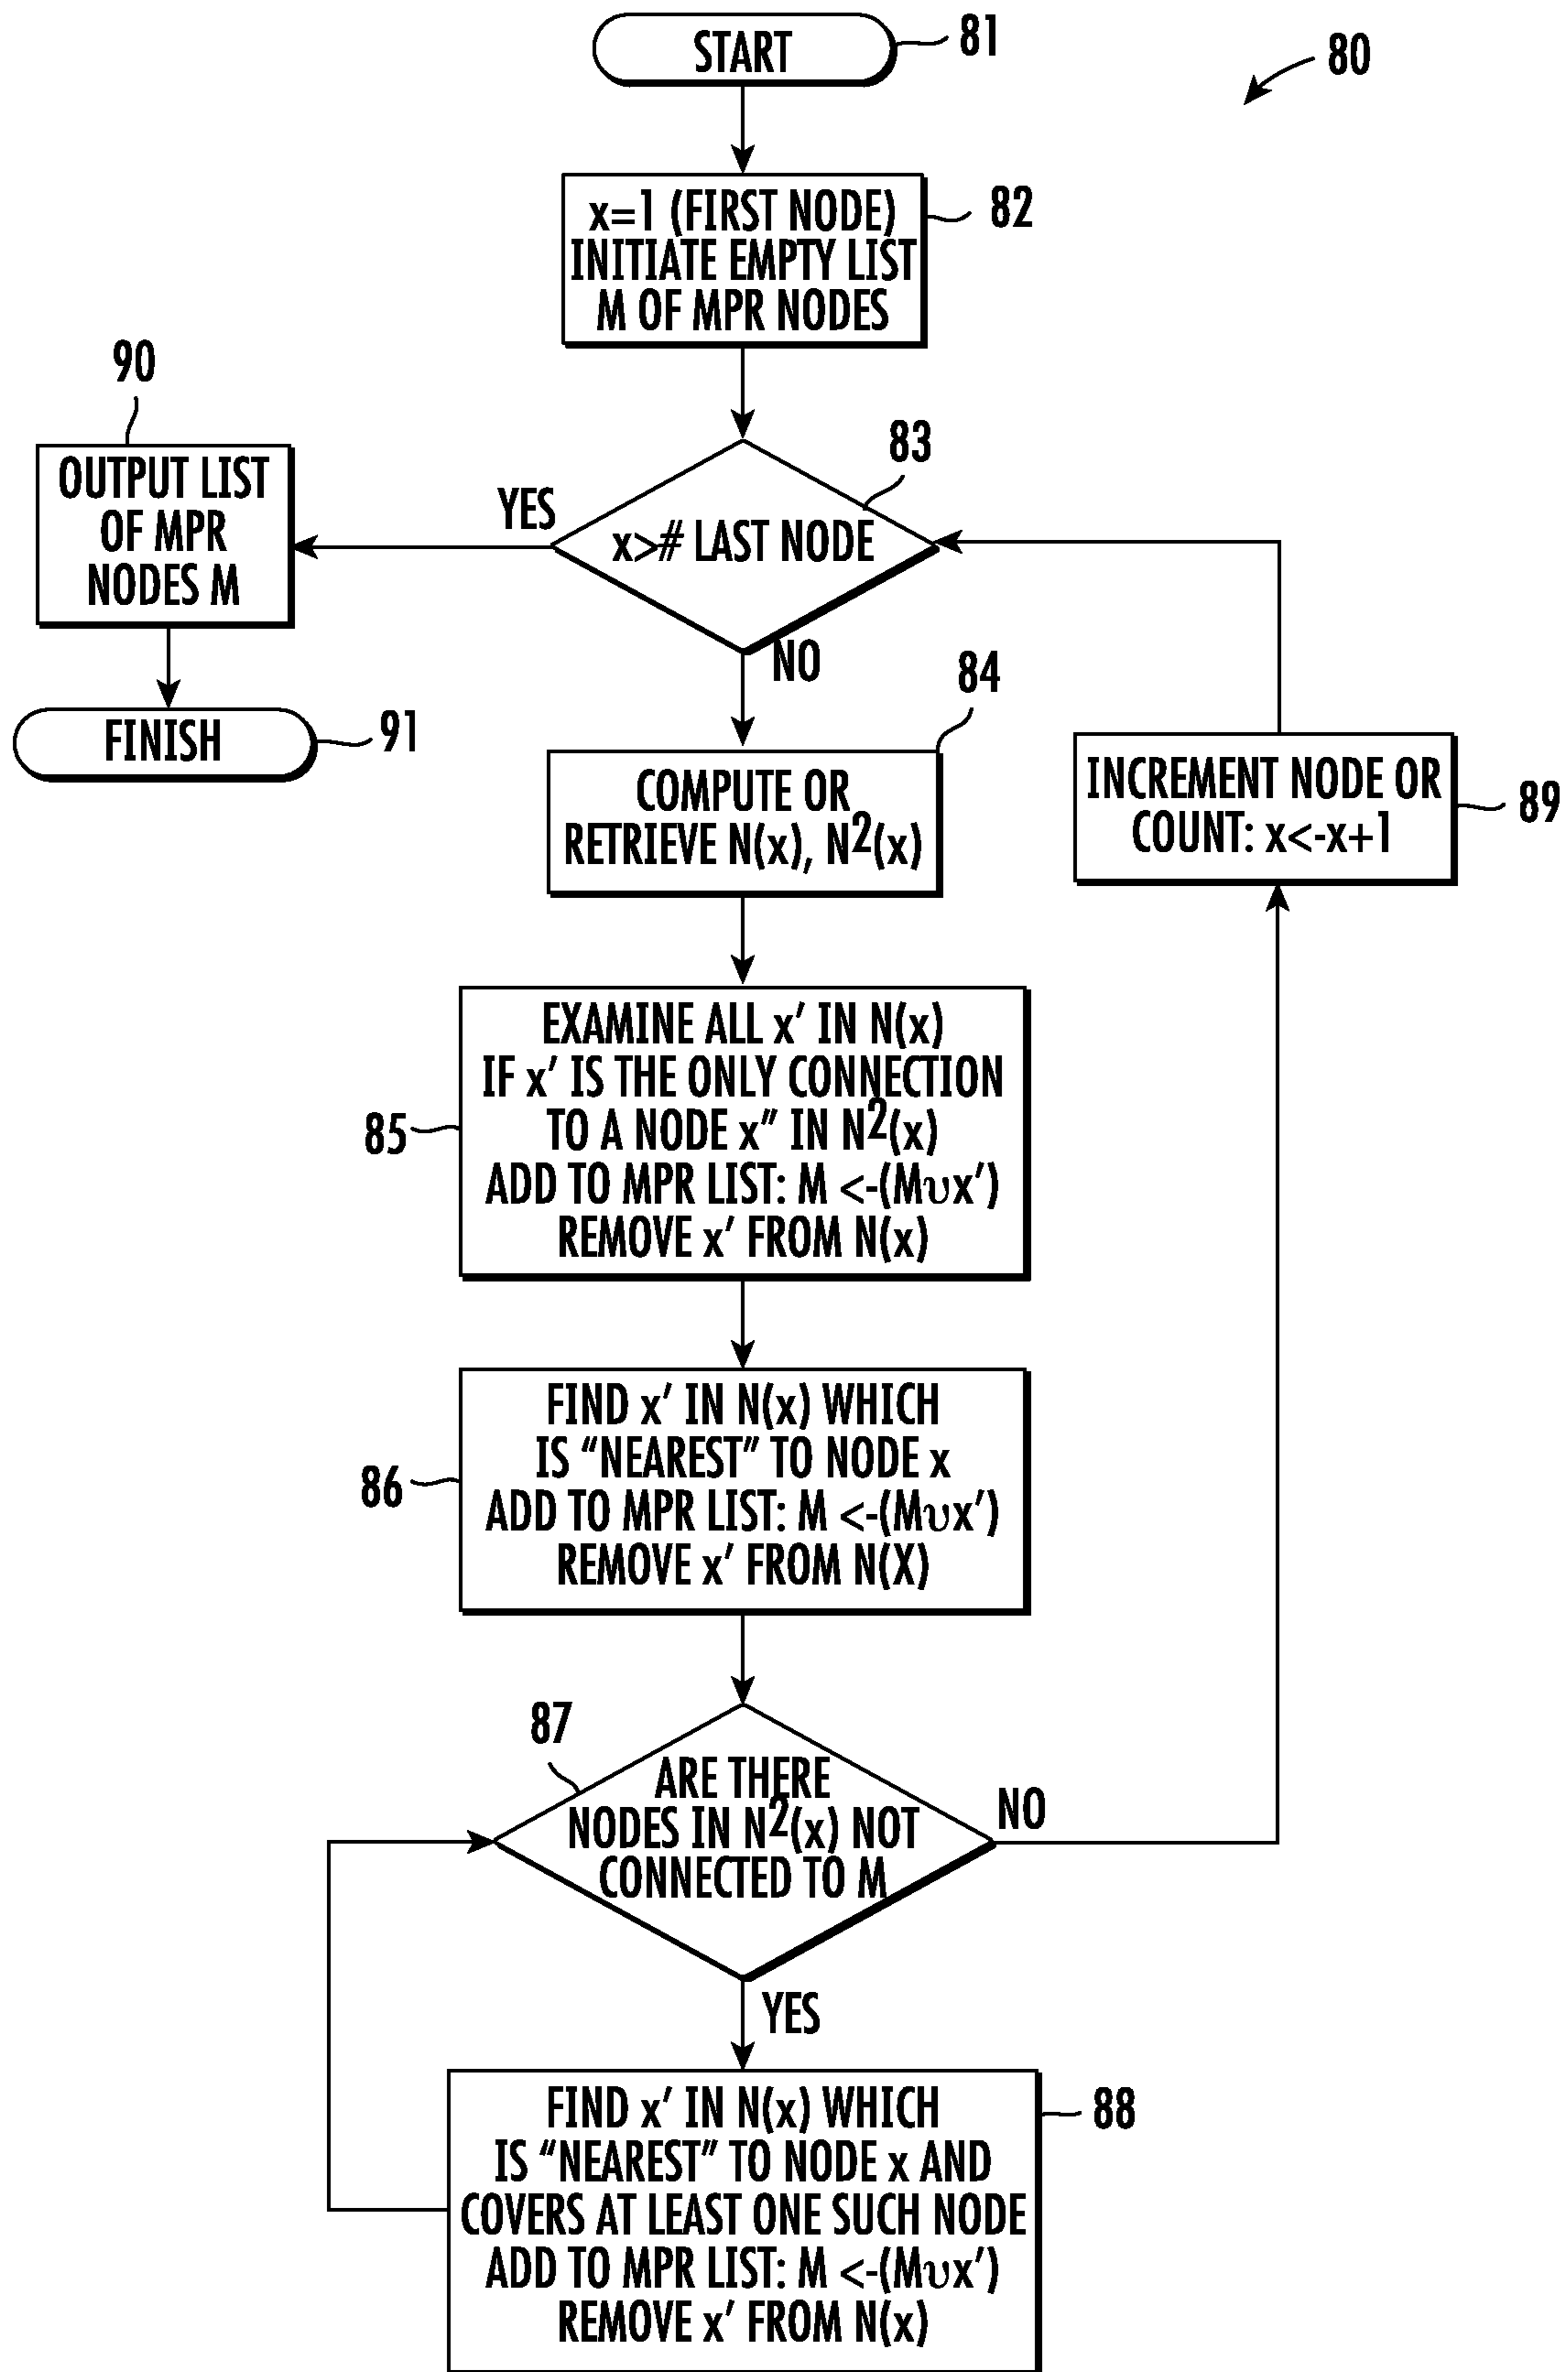 START
81
80
x=1 (FIRST NODE)
INITIATE EMPTY LIST
M OF MPR NODES
82
90
OUTPUT LIST
OF MPR
NODES M
YES
x># LAST NODE
83
NO
FINISH
91
84
COMPUTE OR
RETRIEVE N(x), N²(x)
INCREMENT NODE OR
COUNT: x<-x+1
89
85
EXAMINE ALL x′ IN N(x)
IF x′ IS THE ONLY CONNECTION
TO A NODE x″ IN N²(x)
ADD TO MPR LIST: M <-(M∪x′)
REMOVE x′ FROM N(x)
86
FIND x′ IN N(x) WHICH
IS “NEAREST” TO NODE x
ADD TO MPR LIST: M <-(M∪x′)
REMOVE x′ FROM N(X)
87
ARE THERE
NODES IN N²(x) NOT
CONNECTED TO M
NO
YES
FIND x′ IN N(x) WHICH
IS “NEAREST” TO NODE x AND
COVERS AT LEAST ONE SUCH NODE
ADD TO MPR LIST: M <-(M∪x′)
REMOVE x′ FROM N(x)
88